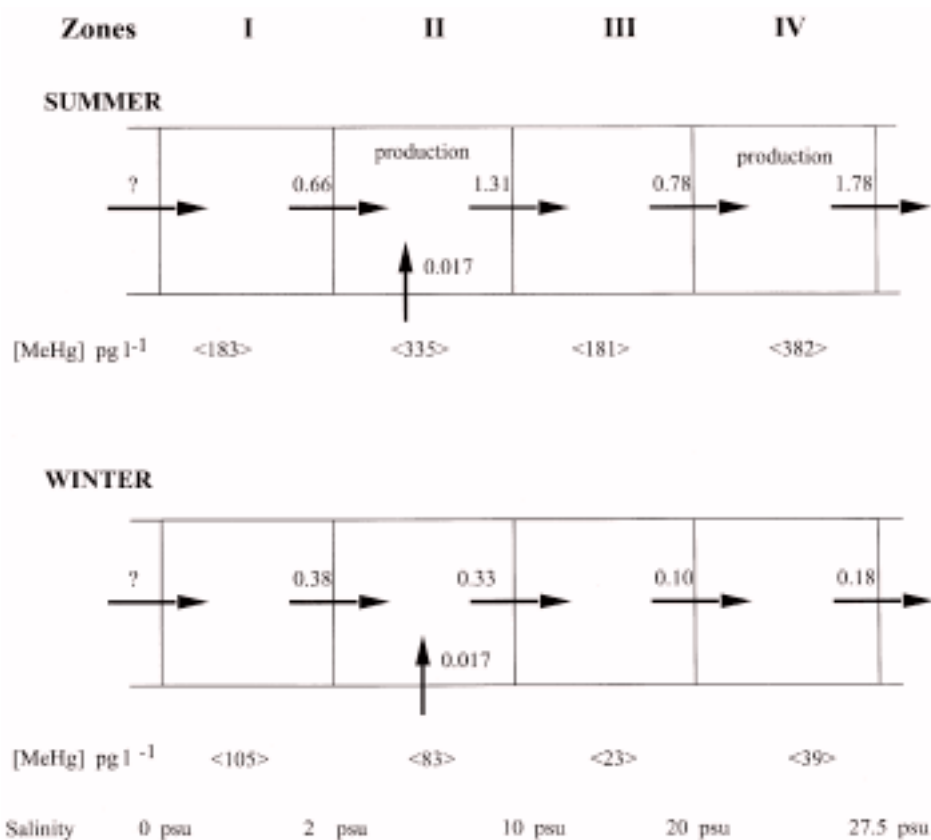 Zones I II III IV
SUMMER
production
production
? 0.66 1.31 0.78 1.78
0.017
[MeHg] pg l⁻¹ <183> <335> <181> <382>
WINTER
? 0.38 0.33 0.10 0.18
0.017
[MeHg] pg l ⁻¹ <105> <83> <23> <39>
Salinity 0 psu 2 psu 10 psu 20 psu 27.5 psu